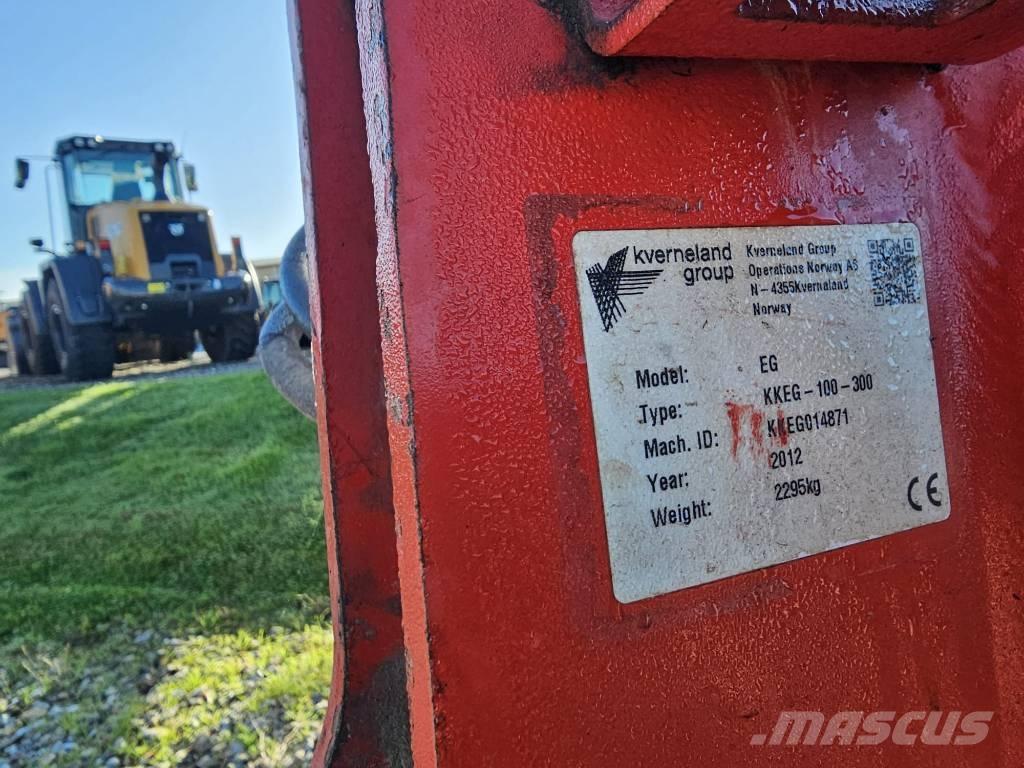 kverneland
group
Kverneland Group
Operations Norway AS
N-4355Kvernaland
Norway
Model: EG
Type: KKEG-100-300
Mach. ID: KKEG014871
Year: 2012
Weight: 2295kg
CE
MASCUS